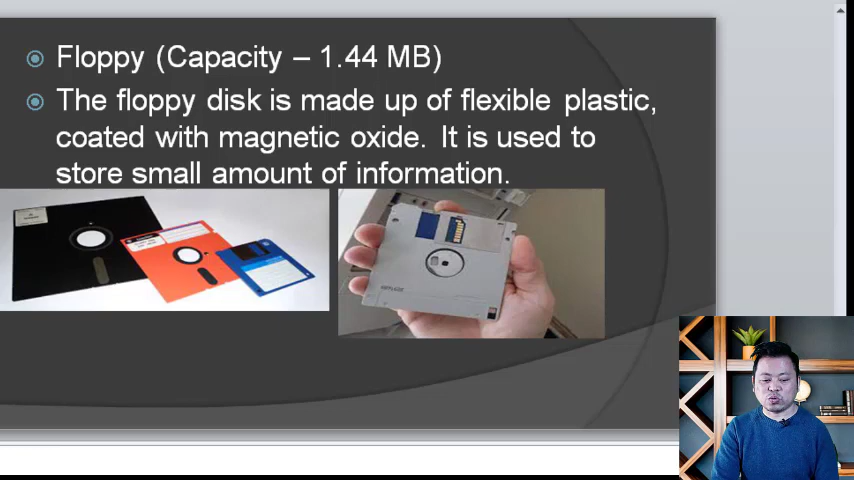 Floppy (Capacity – 1.44 MB)
The floppy disk is made up of flexible plastic,
coated with magnetic oxide. It is used to
store small amount of information.